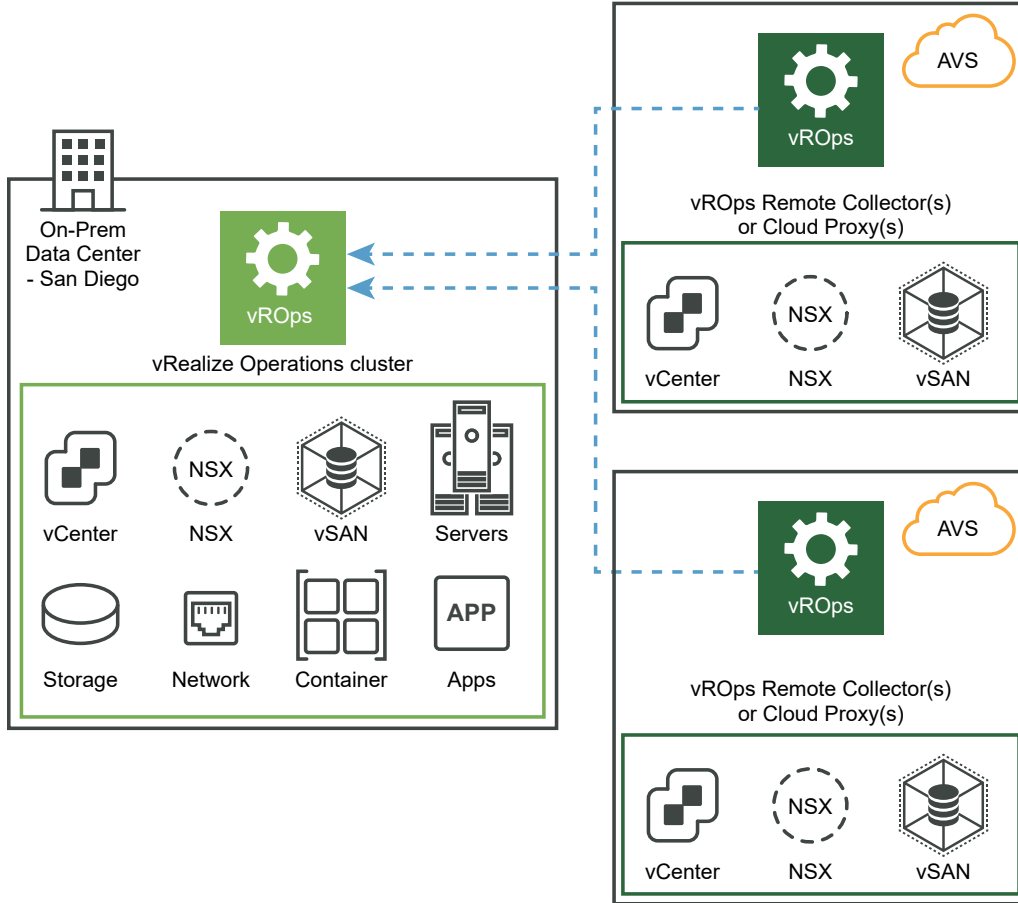 On-Prem
Data Center
- San Diego
vROps
vRealize Operations cluster
NSX
vCenter
NSX
vSAN
Servers
APP
Storage
Network
Container
Apps
AVS
vROps
vROps Remote Collector(s)
or Cloud Proxy(s)
NSX
vCenter
NSX
vSAN
AVS
vROps
vROps Remote Collector(s)
or Cloud Proxy(s)
NSX
vCenter
NSX
vSAN